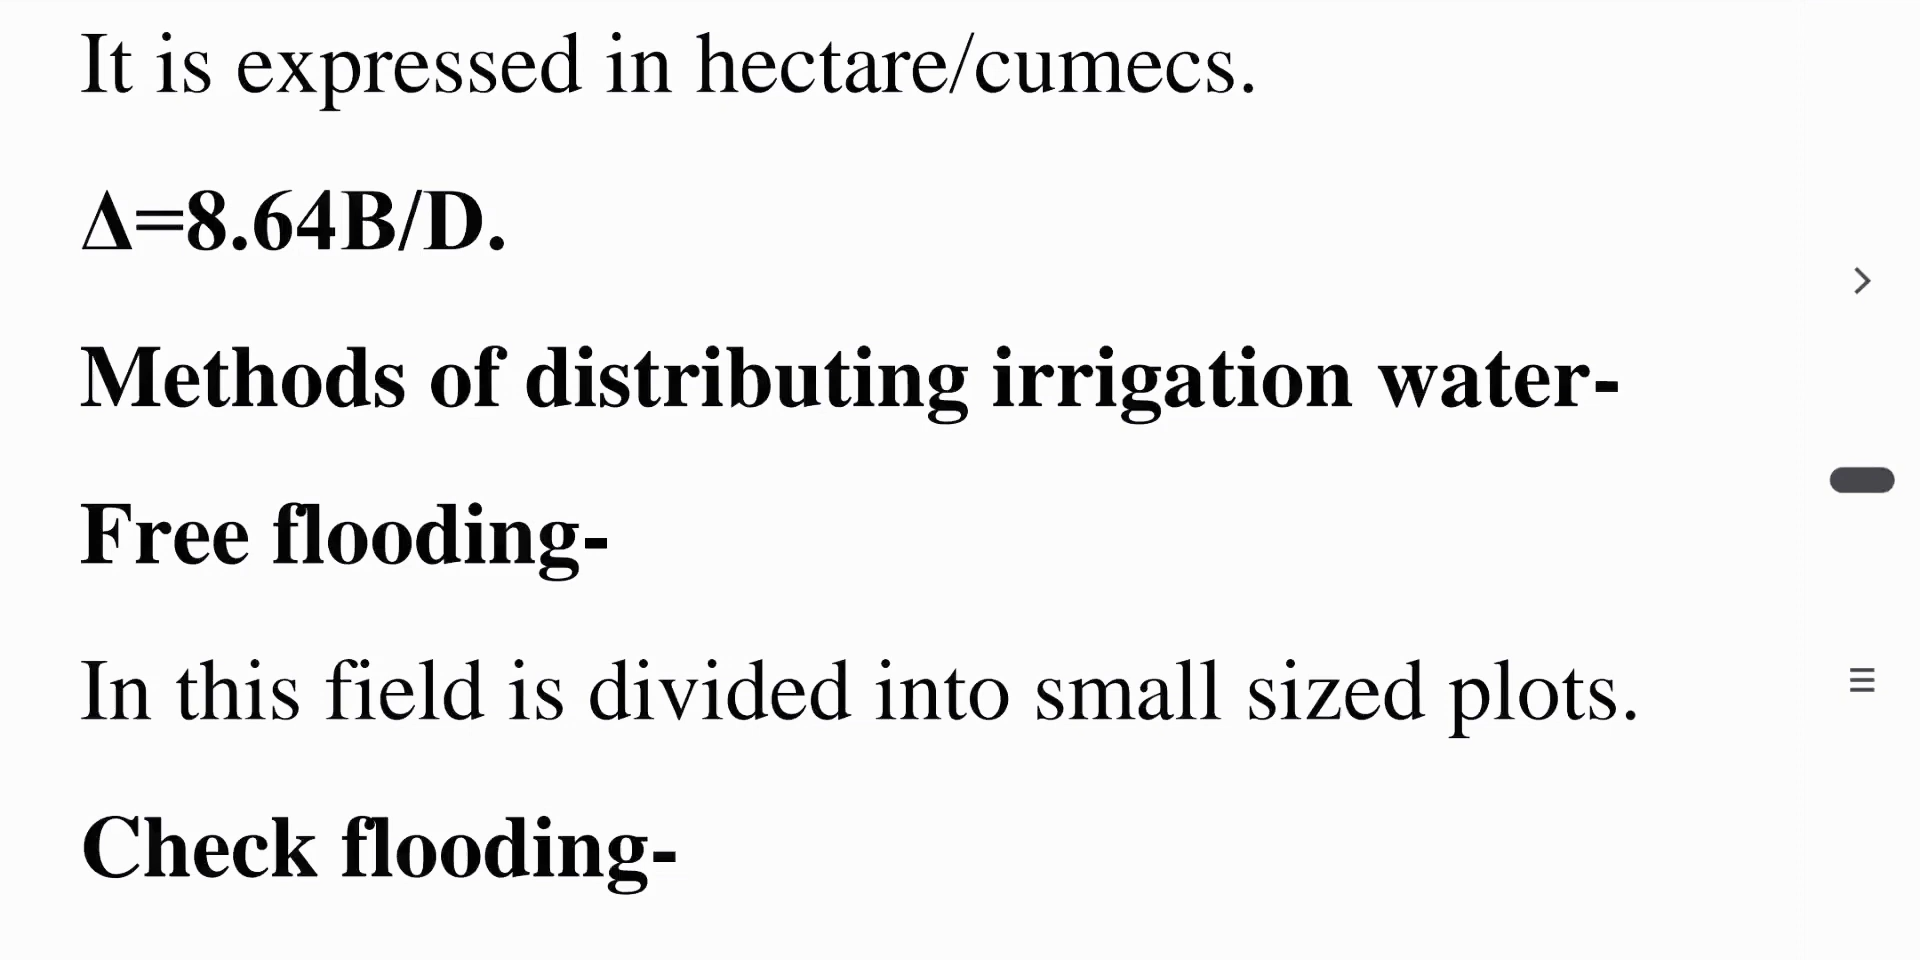 It is expressed in hectare/cumecs.
Δ=8.64B/D.
Methods of distributing irrigation water-
Free flooding-
In this field is divided into small sized plots.
Check flooding-